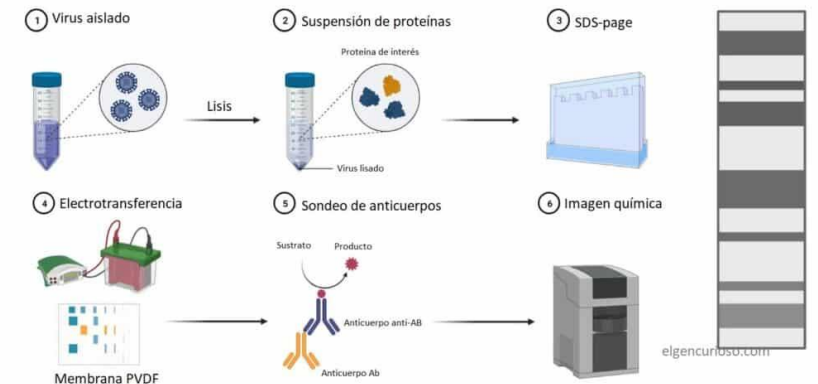 1 Virus aislado
2 Suspensión de proteínas
3 SDS-page
Proteína de interés
Lisis
Virus lisado
4 Electrotransferencia
5 Sondeo de anticuerpos
6 Imagen química
Sustrato
Producto
Anticuerpo anti-AB
Anticuerpo Ab
Membrana PVDF
elgencurioso.com